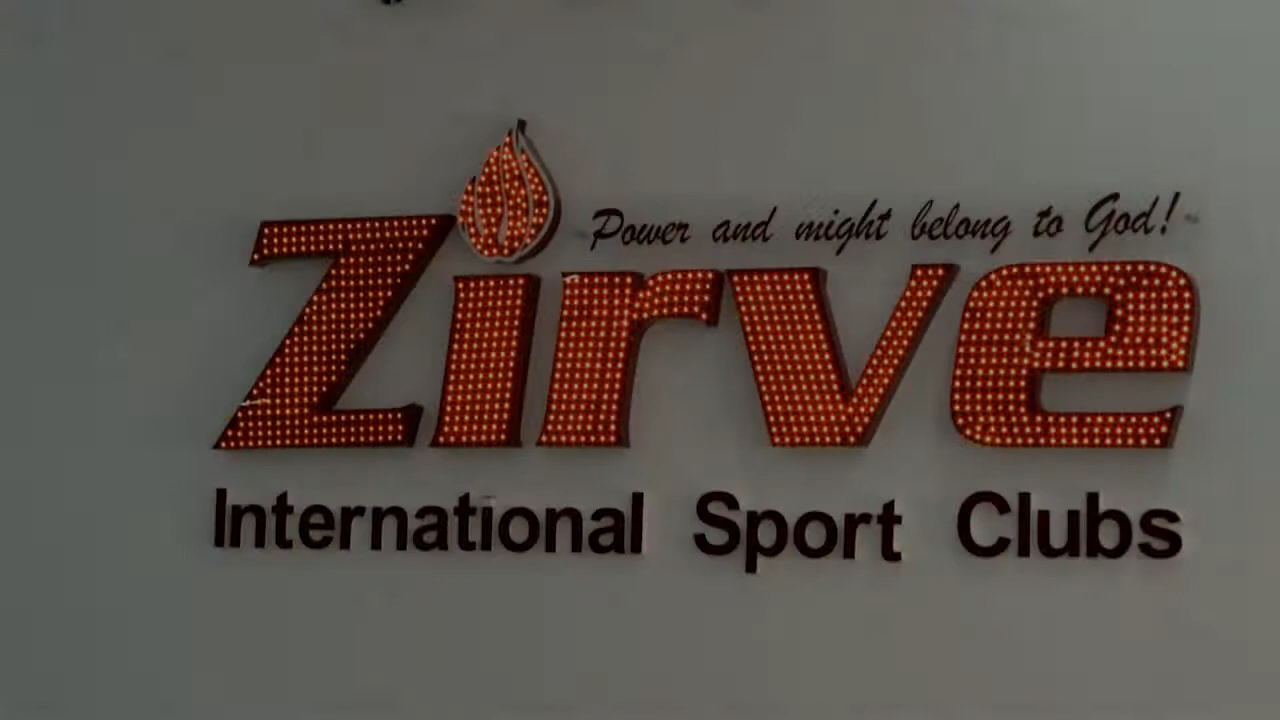 Power and might belong to God!
Zirve
International Sport Clubs